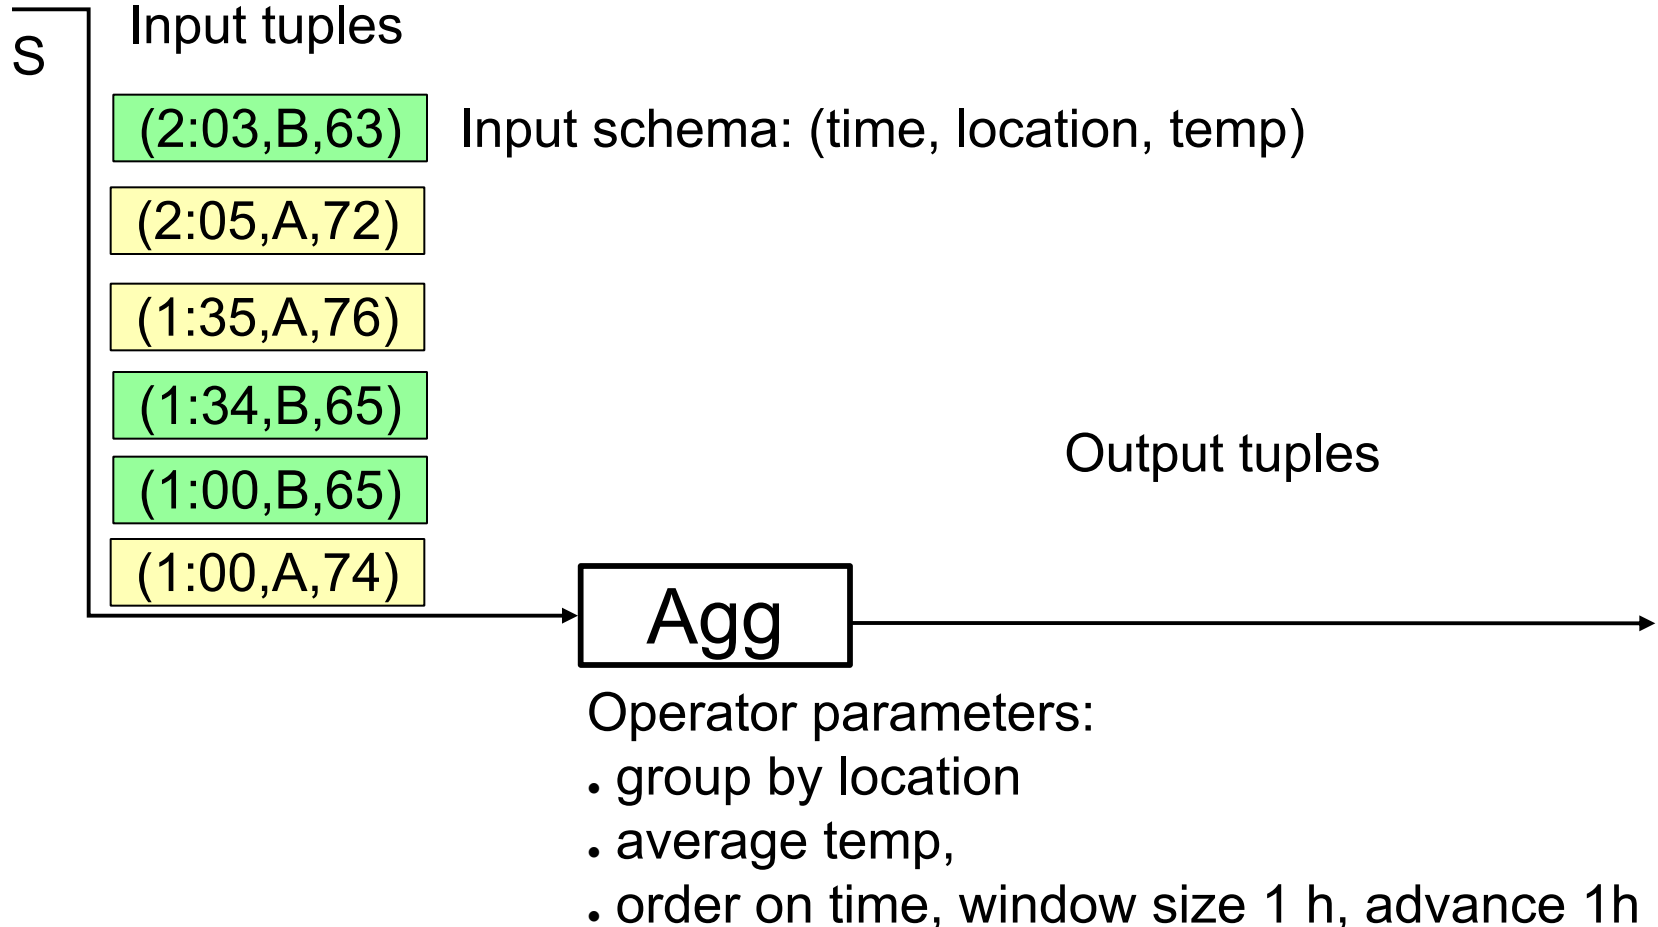 Input tuples
S
(2:03,B,63)
Input schema: (time, location, temp)
(2:05,A,72)
(1:35,A,76)
(1:34,B,65)
(1:00,B,65)
(1:00,A,74)
Output tuples
Agg
Operator parameters:
• group by location
• average temp,
• order on time, window size 1 h, advance 1h